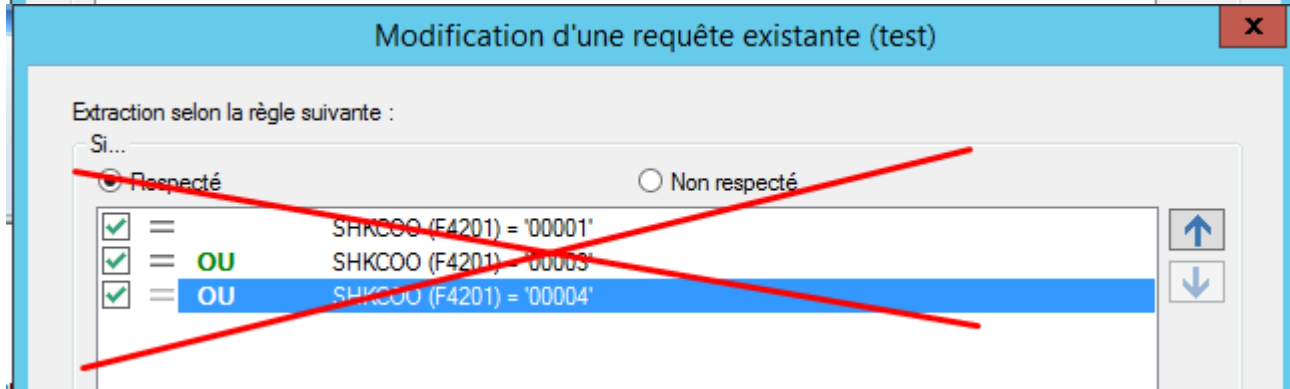 Modification d'une requête existante (test)
x
Extraction selon la règle suivante :
Si...
Respecté Non respecté
= SHKCOO (F4201) = '00001'
= OU SHKCOO (F4201) = '00003'
= OU SHKCOO (F4201) = '00004'